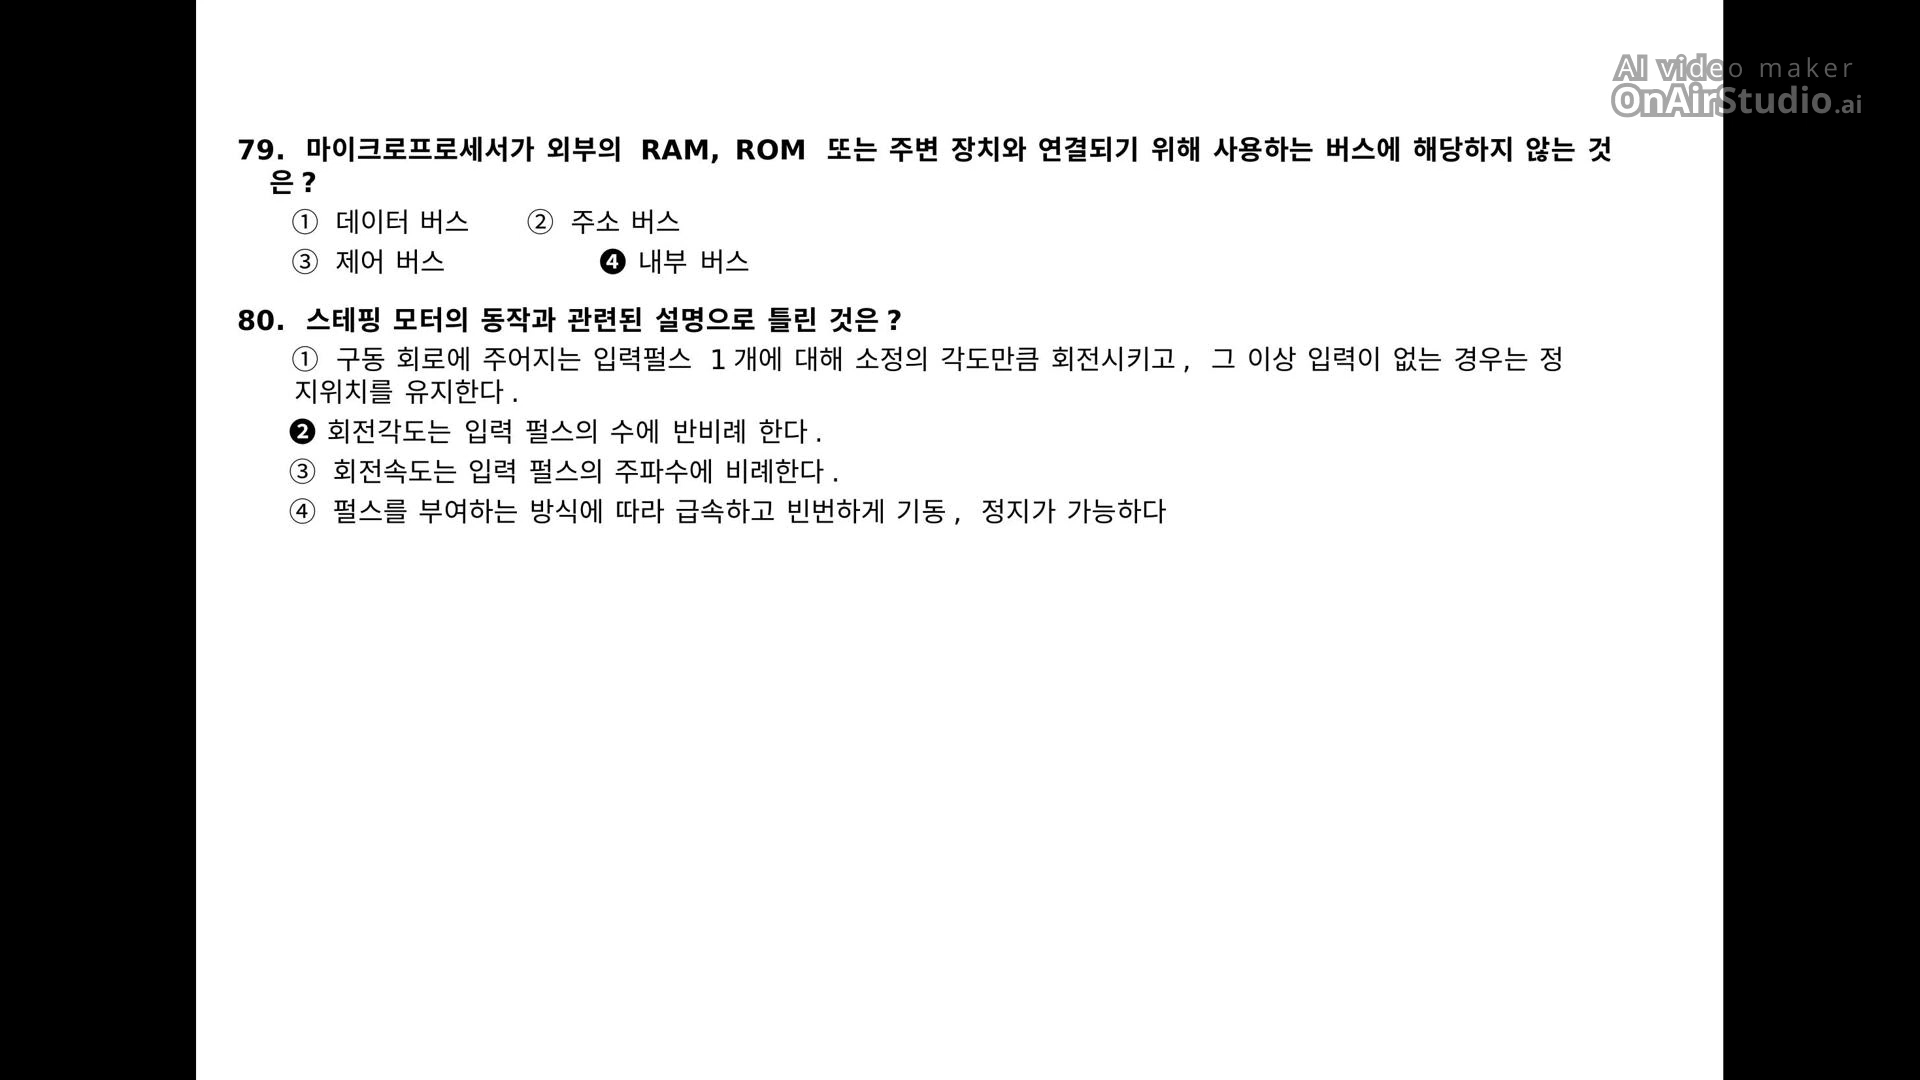 AI video maker
OnAirStudio.ai
79. 마이크로프로세서가 외부의 RAM, ROM 또는 주변 장치와 연결되기 위해 사용하는 버스에 해당하지 않는 것
은?
① 데이터 버스 ② 주소 버스
③ 제어 버스 ❹ 내부 버스
80. 스테핑 모터의 동작과 관련된 설명으로 틀린 것은?
① 구동 회로에 주어지는 입력펄스 1개에 대해 소정의 각도만큼 회전시키고, 그 이상 입력이 없는 경우는 정
지위치를 유지한다.
❷ 회전각도는 입력 펄스의 수에 반비례 한다.
③ 회전속도는 입력 펄스의 주파수에 비례한다.
④ 펄스를 부여하는 방식에 따라 급속하고 빈번하게 기동, 정지가 가능하다